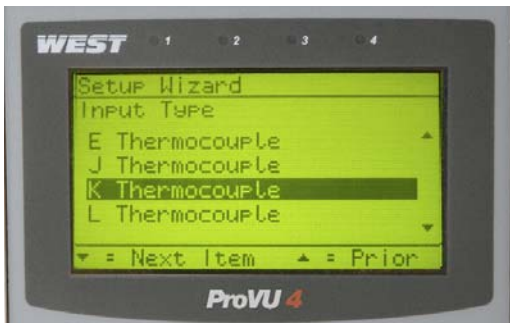 WEST 1 2 3 4
Setup Wizard
Input Type
E Thermocouple
J Thermocouple
K Thermocouple
L Thermocouple
▼ = Next Item ▲ = Prior
ProVU 4